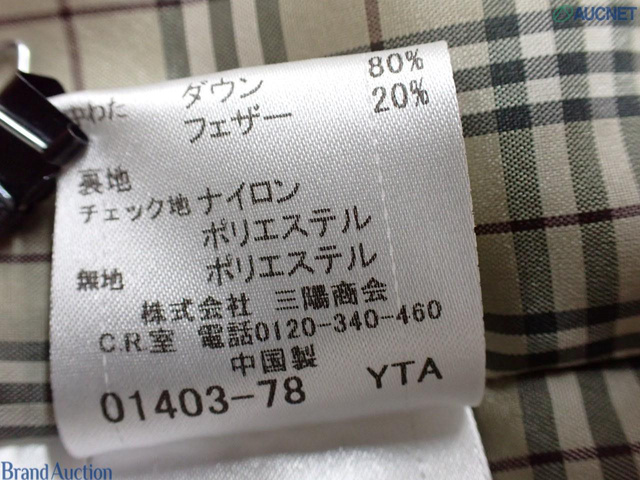 AUCNET
中わた ダウン 80%
フェザー 20%
裏地
チェック地 ナイロン
ポリエステル
無地 ポリエステル
株式会社 三陽商会
C.R.室 電話0120-340-460
中国製
01403-78 YTA
Brand Auction